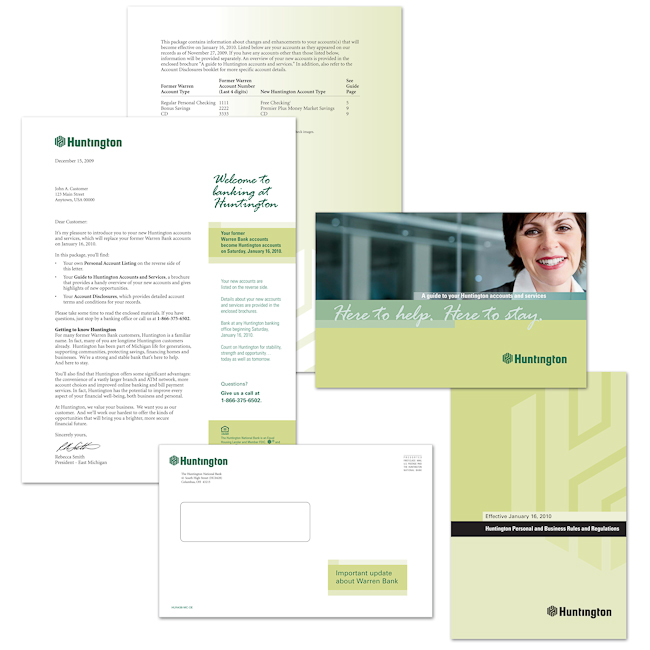 This package contains information about changes and enhancements to your account(s) that will
become effective on January 16, 2010. Listed below are your accounts as they appeared on our
records as of November 27, 2009. If you have any accounts other than those listed below,
information will be provided separately. An overview of your new accounts is provided in the
enclosed brochure "A guide to Huntington accounts and services." In addition, also refer to the
Account Disclosures booklet for more specific account details.
Former Warren See
Former Warren Account Number Guide
Account Type (Last 4 digits) New Huntington Account Type Page
Regular Personal Checking 1111 Free Checking 5
Bonus Savings 2222 Premier Plus Money Market Savings 9
CD 3333 CD 9
Huntington
December 15, 2009
John A. Customer
123 Main Street
Anytown, USA 00000
Dear Customer:
It's my pleasure to introduce you to your new Huntington accounts
and services, which will replace your former Warren Bank accounts
on January 16, 2010.
In this package, you'll find:
• Your own Personal Account Listing on the reverse side of
this letter.
• Your Guide to Huntington Accounts and Services, a brochure
that provides a handy overview of your new accounts and gives
highlights of new opportunities.
• Your Account Disclosures, which provides detailed account
terms and conditions for your records.
Please take some time to read the enclosed materials. If you have
questions, just stop by a banking office or call us at 1-866-375-6502.
Getting to know Huntington
For many former Warren Bank customers, Huntington is a familiar
name. In fact, many of you are longtime Huntington customers
already. Huntington has been part of Michigan life for generations,
supporting communities, protecting savings, financing homes and
businesses. We're a strong and stable bank that's here to help.
And here to stay.
You'll also find that Huntington offers some significant advantages:
the convenience of a vastly larger branch and ATM network, more
account choices and improved online banking and bill payment
services. In fact, Huntington has the potential to improve every
aspect of your financial well-being, both business and personal.
At Huntington, we value your business. We want you as our
customer. And we'll work our hardest to offer the kinds of
opportunities that will bring you a brighter, more secure
financial future.
Sincerely yours,
Rebecca Smith
President - East Michigan
Welcome to
banking at
Huntington
Your former
Warren Bank accounts
become Huntington accounts
on Saturday, January 16, 2010.
Your new accounts are
listed on the reverse side.
Details about your new accounts
and services are provided in the
enclosed brochures.
Bank at any Huntington banking
office beginning Saturday,
January 16, 2010.
Count on Huntington for stability,
strength and opportunity...
today as well as tomorrow.
Questions?
Give us a call at
1-866-375-6502.
A guide to your Huntington accounts and services
Here to help. Here to stay.
Huntington
Huntington
The Huntington National Bank
Columbus, OH 43215
Important update
about Warren Bank
Effective January 16, 2010
Huntington Personal and Business Rules and Regulations
Huntington